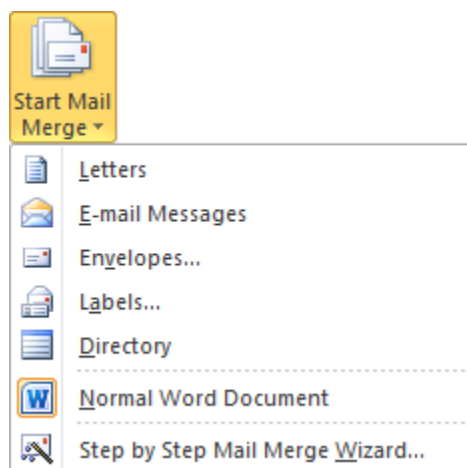 Start Mail
Merge
Letters
E-mail Messages
Envelopes...
Labels...
Directory
W
Normal Word Document
Step by Step Mail Merge Wizard...